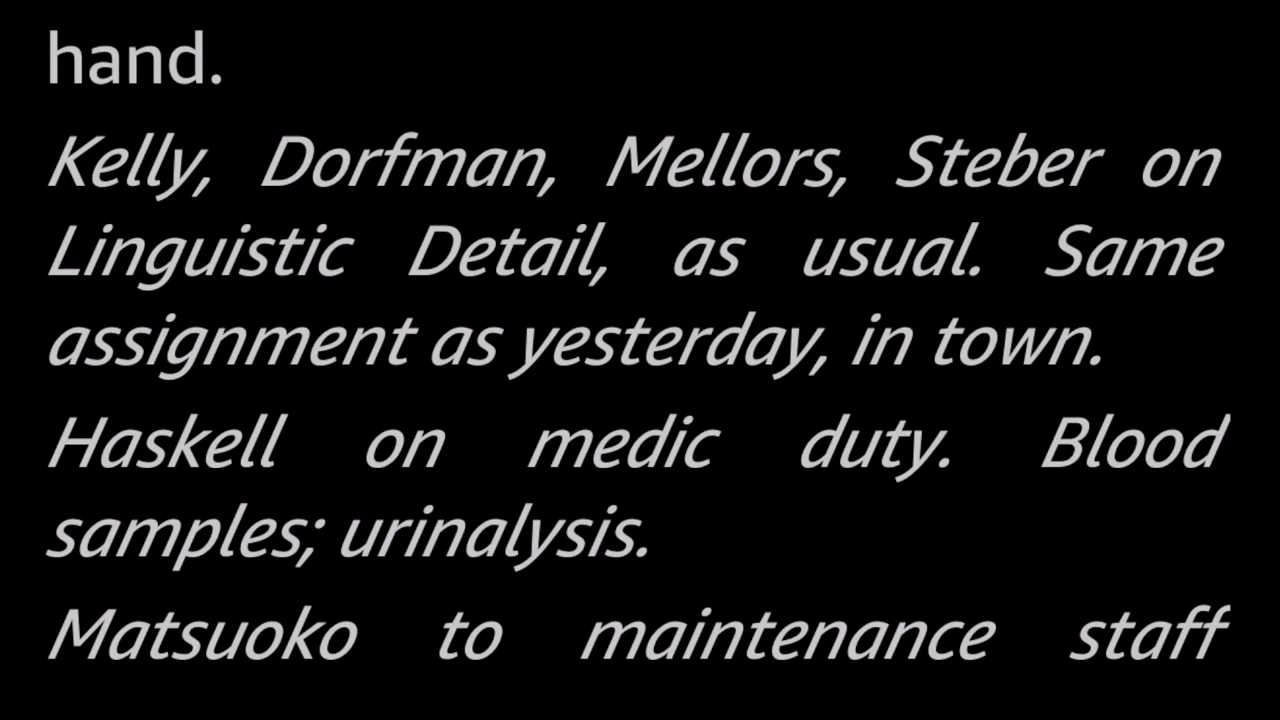 hand.
Kelly, Dorfman, Mellors, Steber on
Linguistic Detail, as usual. Same
assignment as yesterday, in town.
Haskell on medic duty. Blood
samples; urinalysis.
Matsuoko to maintenance staff